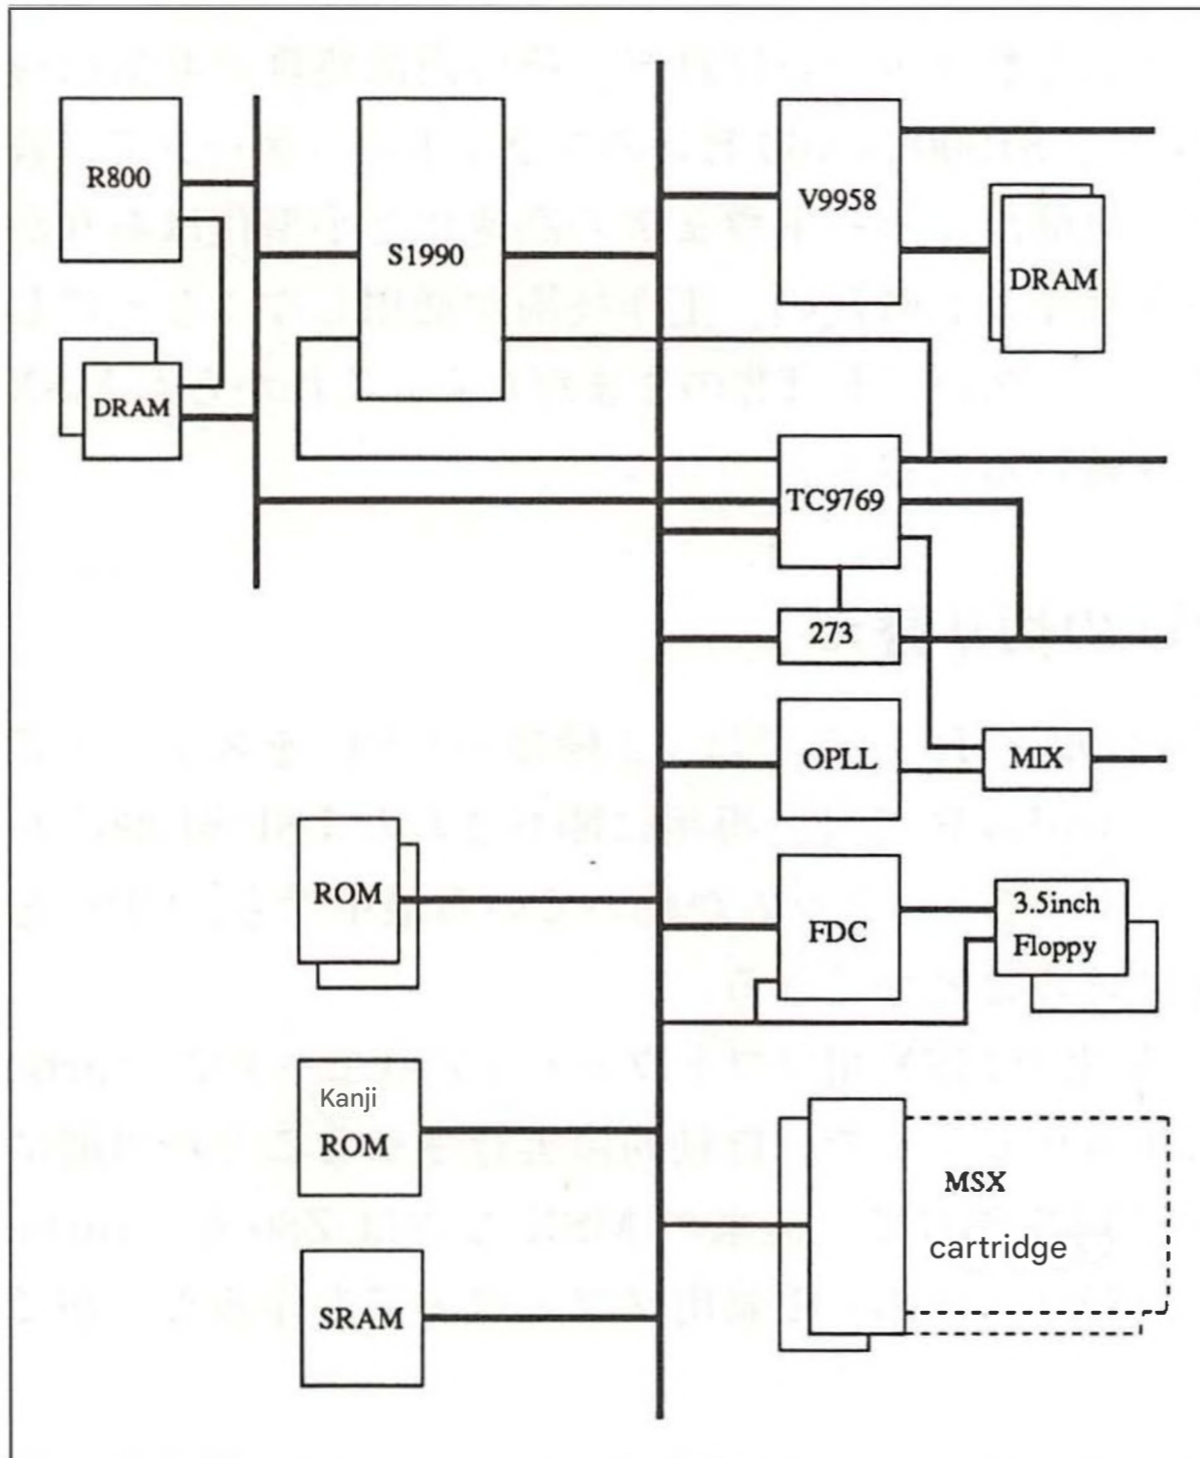 R800
S1990
V9958
DRAM
DRAM
TC9769
273
OPLL
MIX
ROM
FDC
3.5inch
Floppy
Kanji
ROM
MSX
cartridge
SRAM